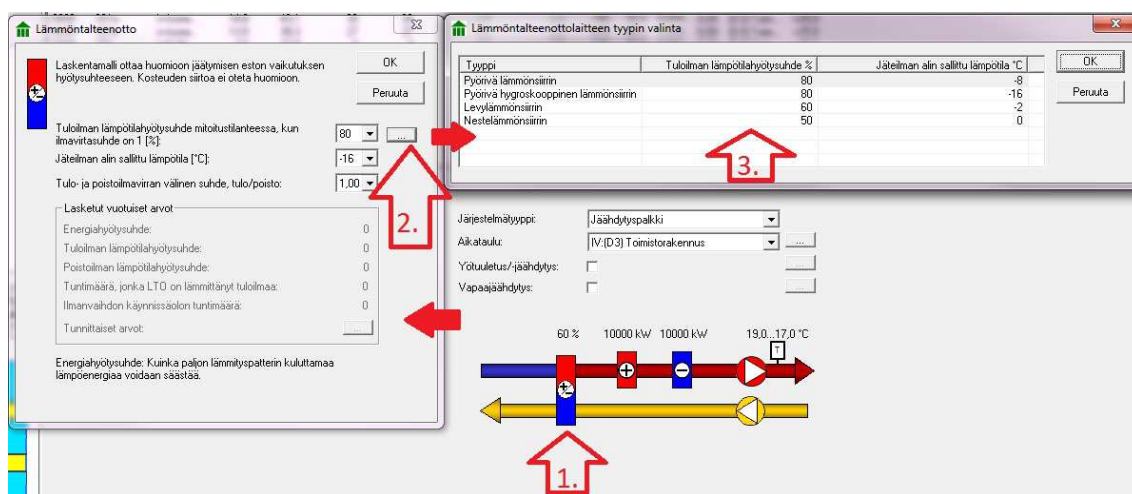 Lämmöntalteenotto
Laskentamalli ottaa huomioon jäätymisen eston vaikutuksen
hyötysuhteeseen. Kosteuden siirtoa ei oteta huomioon.
OK
Peruuta
Tuloilman lämpötilahyötysuhde mitoitustilanteessa, kun
ilmavirtasuhde on 1 [%]:
80
...
Jäteilman alin sallittu lämpötila [°C]:
-16
Tulo- ja poistoilmavirran välinen suhde, tulo/poisto:
1,00
2.
Lasketut vuotuiset arvot
Energiahyötysuhde: 0
Tuloilman lämpötilahyötysuhde: 0
Poistoilman lämpötilahyötysuhde: 0
Tuntimäärä, jonka LTO on lämmittänyt tuloilmaa: 0
Ilmanvaihdon käynnissäolon tuntimäärä: 0
Tunnittaiset arvot: ...
Energiahyötysuhde: Kuinka paljon lämmityspatterin kuluttamaa
lämpöenergiaa voidaan säästää.
Lämmöntalteenottolaitteen tyypin valinta
Tyyppi Tuloilman lämpötilahyötysuhde % Jäteilman alin sallittu lämpötila °C
Pyörivä lämmönsiirrin 80 -8
Pyörivä hygroskooppinen lämmönsiirrin 80 -16
Levylämmönsiirrin 60 -2
Nestelämmönsiirrin 50 0
OK
Peruuta
3.
Järjestelmätyyppi: Jäähdytyspalkki
Aikataulu: IV:(D3) Toimistorakennus ...
Yötuuletus/-jäähdytys: ...
Vapaajäähdytys: ...
60 % 10000 kW 10000 kW 19,0...17,0 °C
T
1.